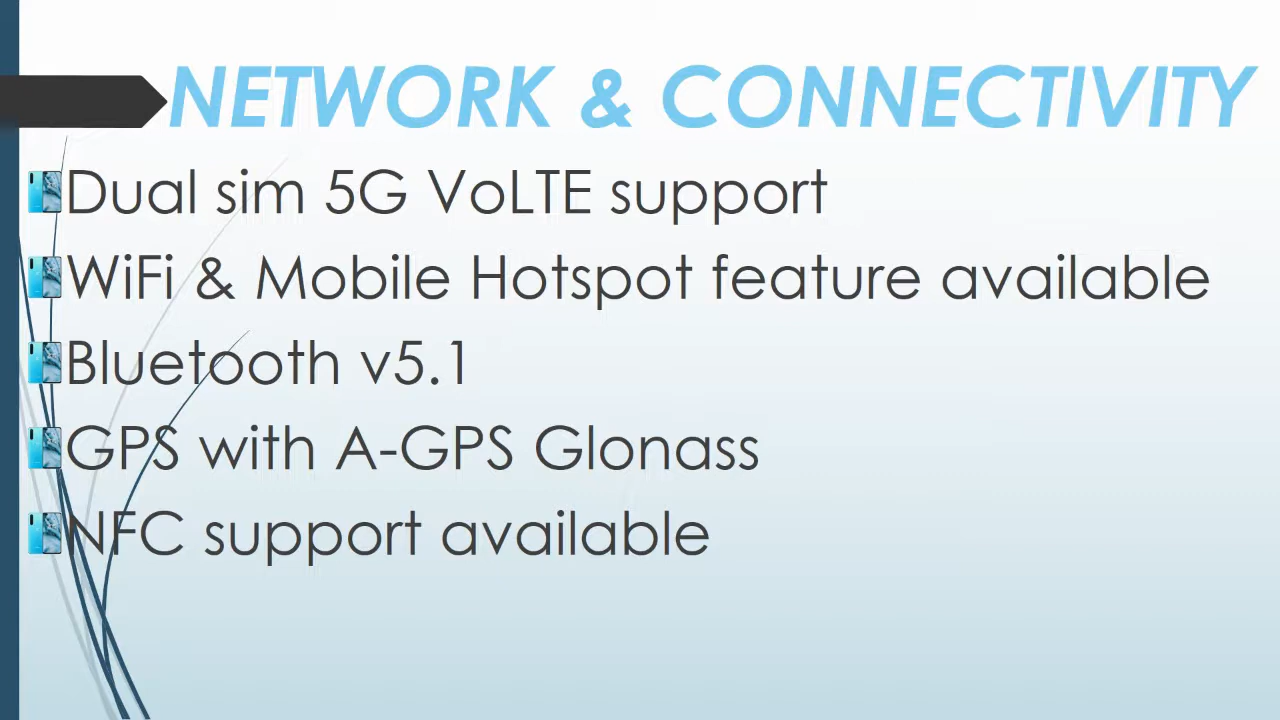 NETWORK & CONNECTIVITY
Dual sim 5G VoLTE support
WiFi & Mobile Hotspot feature available
Bluetooth v5.1
GPS with A-GPS Glonass
NFC support available